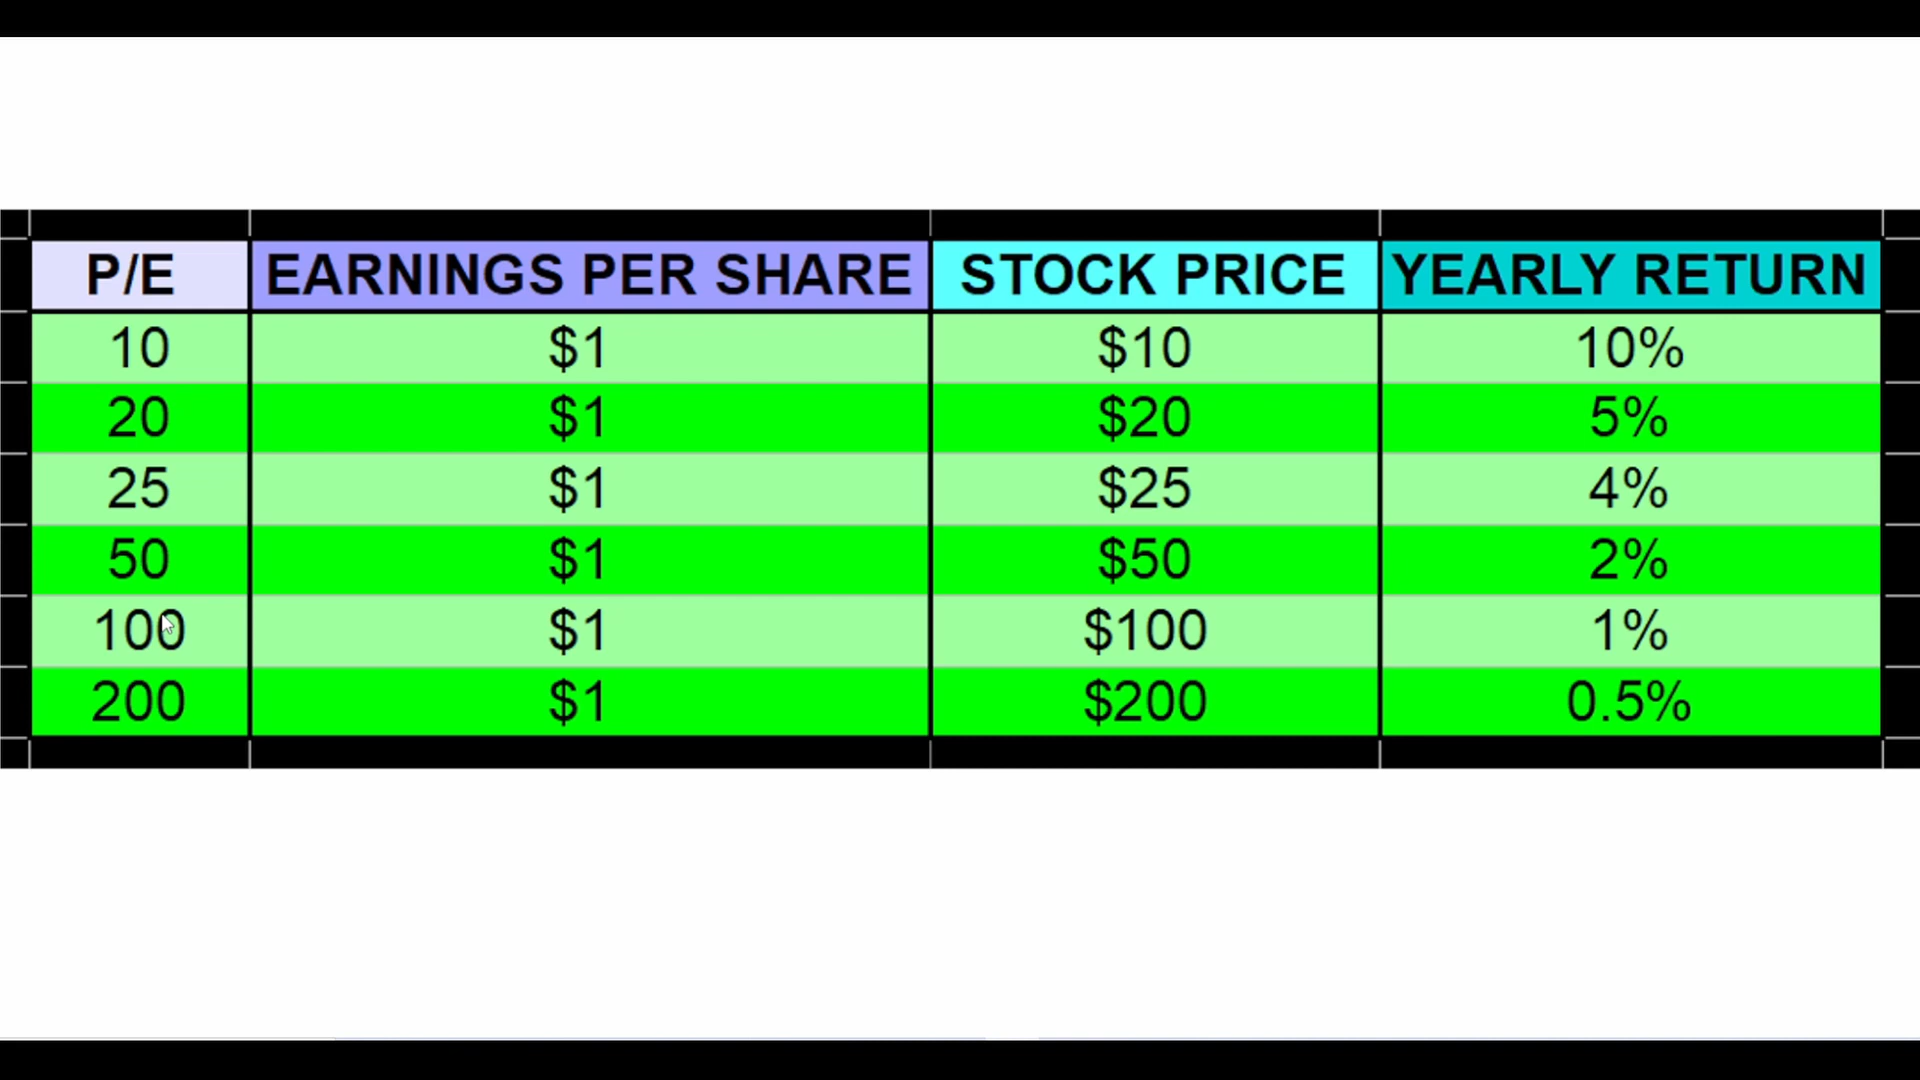 P/E EARNINGS PER SHARE STOCK PRICE YEARLY RETURN
10 $1 $10 10%
20 $1 $20 5%
25 $1 $25 4%
50 $1 $50 2%
100 $1 $100 1%
200 $1 $200 0.5%